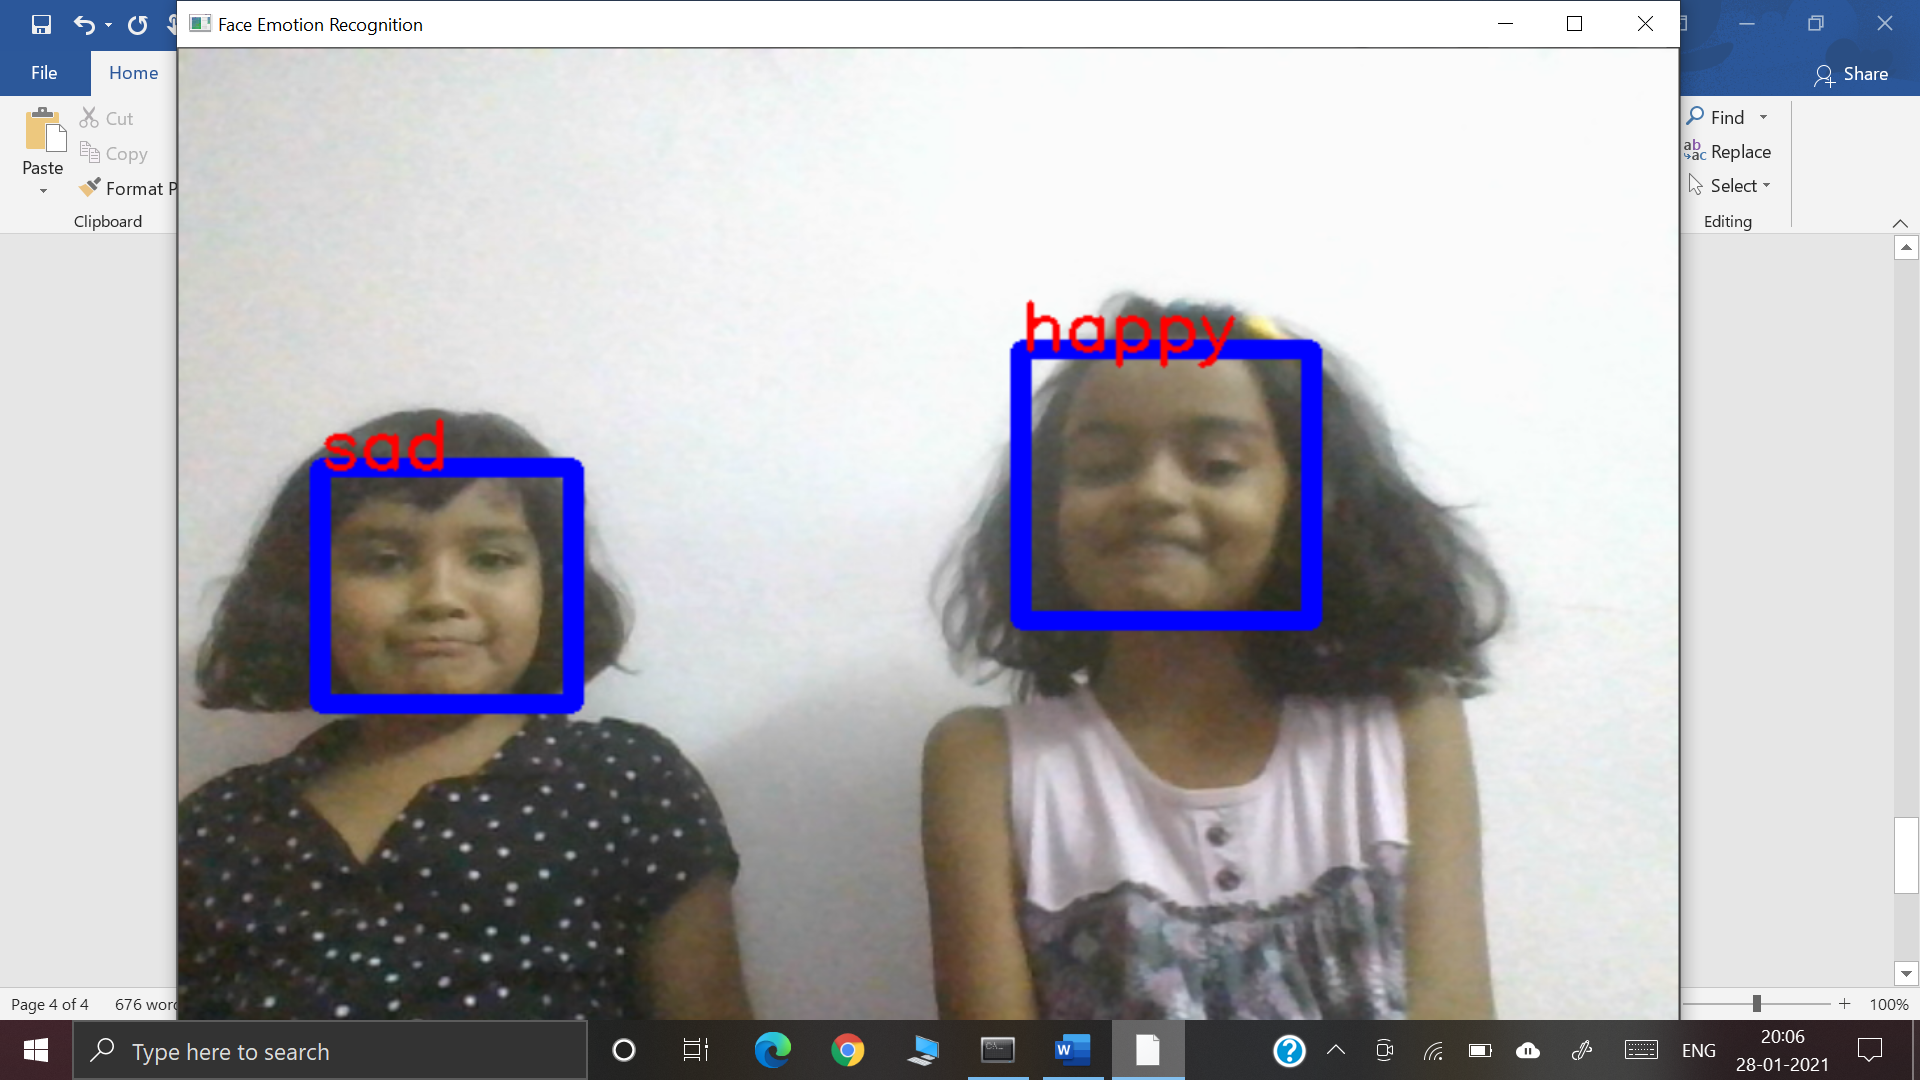 Face Emotion Recognition
File
Home
Share
Paste
Cut
Copy
Format P
Clipboard
Find
Replace
Select
Editing
happy
sad
Page 4 of 4
676 word
100%
Type here to search
ENG
20:06
28-01-2021